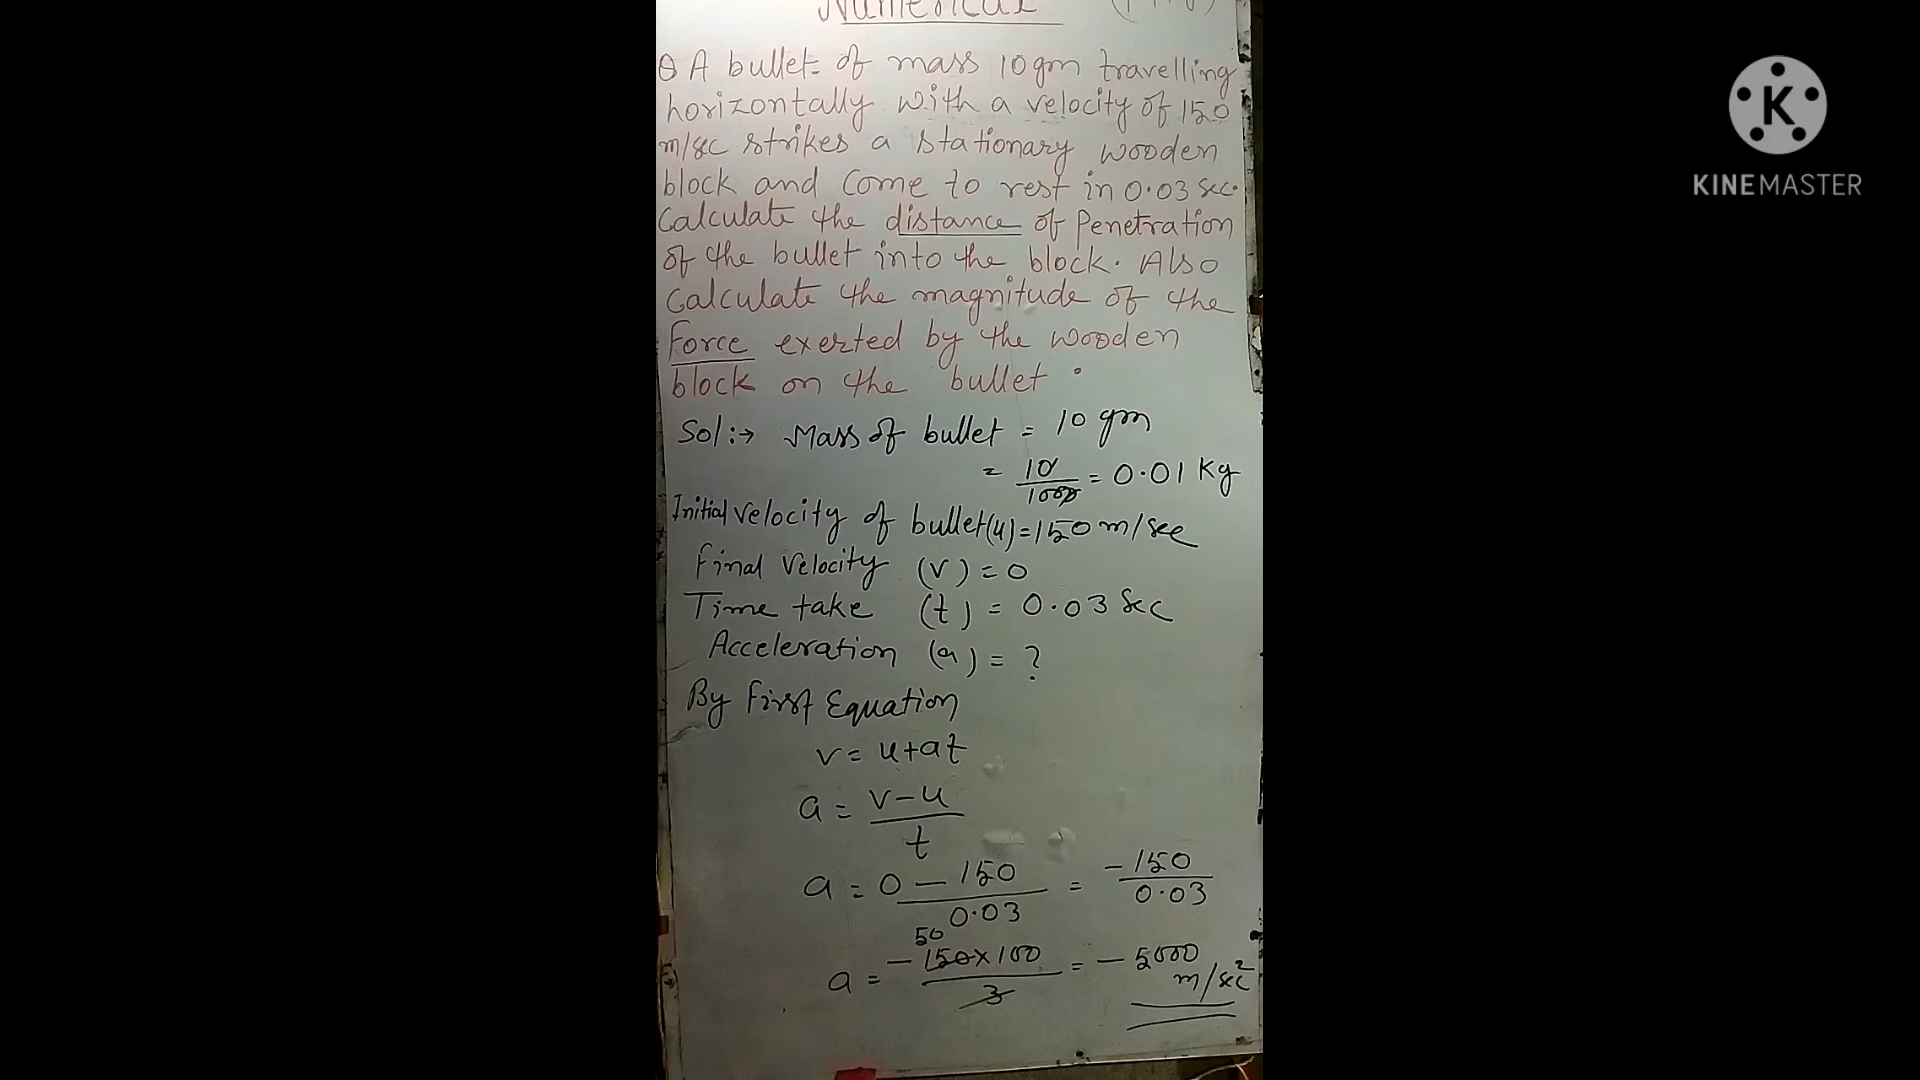 Numerical
Q A bullet of mass 10gm travelling
horizontally with a velocity of 150
m/sec strikes a stationary wooden
block and come to rest in 0.03 sec.
Calculate the distance of Penetration
of the bullet into the block. Also
Calculate the magnitude of the
Force exerted by the wooden
block on the bullet.
Sol:→ Mass of bullet = 10 gm
= 10/1000 = 0.01 Kg
Initial velocity of bullet(u)=150 m/sec
Final Velocity (v) = 0
Time take (t) = 0.03 Sec
Acceleration (a) = ?
By First Equation
v = u+at
a = v-u/t
a = 0-150/0.03 = -150/0.03
50
a = -150×100/3 = -5000 m/sec²
K
KINEMASTER